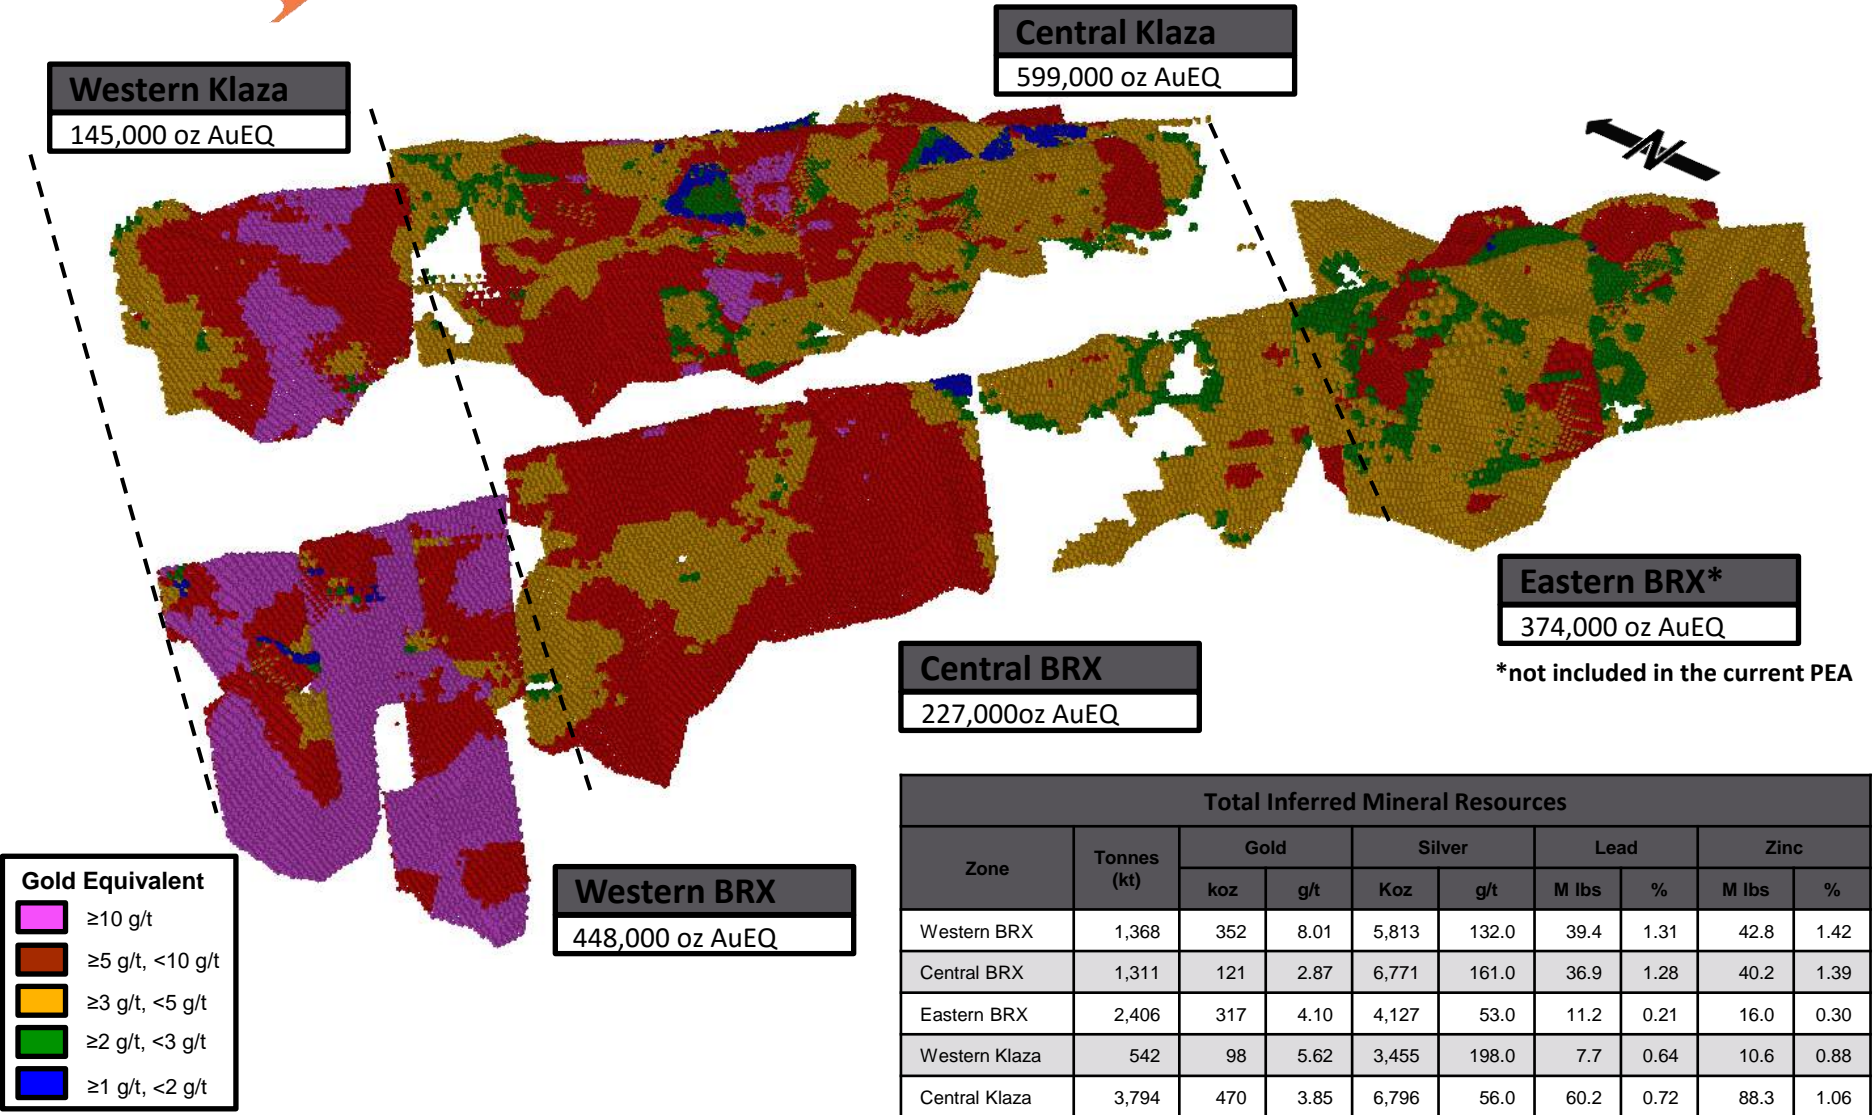 Central Klaza
599,000 oz AuEQ
Western Klaza
145,000 oz AuEQ
N
Eastern BRX*
374,000 oz AuEQ
*not included in the current PEA
Central BRX
227,000oz AuEQ
Western BRX
448,000 oz AuEQ
Gold Equivalent
≥10 g/t
≥5 g/t, <10 g/t
≥3 g/t, <5 g/t
≥2 g/t, <3 g/t
≥1 g/t, <2 g/t
Total Inferred Mineral Resources
Zone Tonnes (kt) Gold Silver Lead Zinc
koz g/t Koz g/t M lbs % M lbs %
Western BRX 1,368 352 8.01 5,813 132.0 39.4 1.31 42.8 1.42
Central BRX 1,311 121 2.87 6,771 161.0 36.9 1.28 40.2 1.39
Eastern BRX 2,406 317 4.10 4,127 53.0 11.2 0.21 16.0 0.30
Western Klaza 542 98 5.62 3,455 198.0 7.7 0.64 10.6 0.88
Central Klaza 3,794 470 3.85 6,796 56.0 60.2 0.72 88.3 1.06